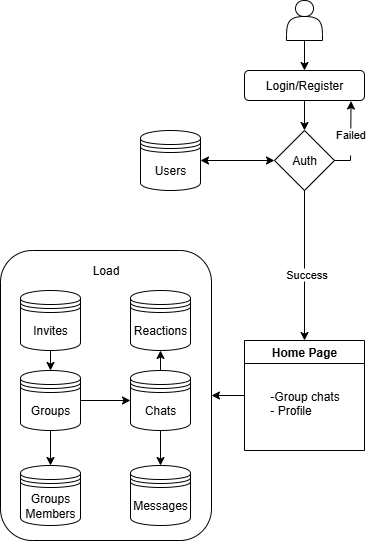 Login/Register
Failed
Auth
Users
Success
Load
Invites
Reactions
Home Page
-Group chats
- Profile
Groups
Chats
Groups
Members
Messages